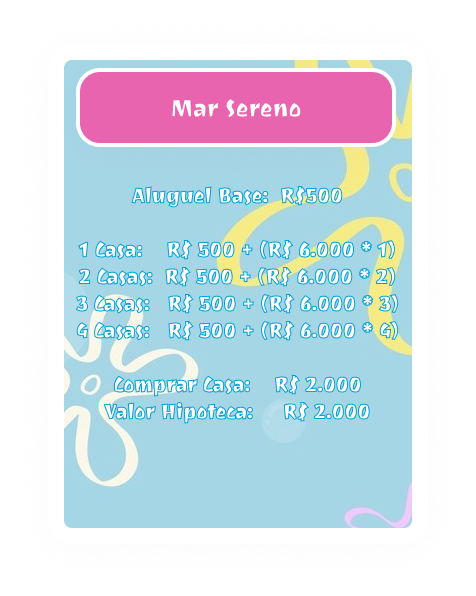 Mar Sereno
Aluguel Base: R$500
1 Casa: R$ 500 + (R$ 6.000 * 1)
2 Casas: R$ 500 + (R$ 6.000 * 2)
3 Casas: R$ 500 + (R$ 6.000 * 3)
4 Casas: R$ 500 + (R$ 6.000 * 4)
Comprar Casa: R$ 2.000
Valor Hipoteca: R$ 2.000